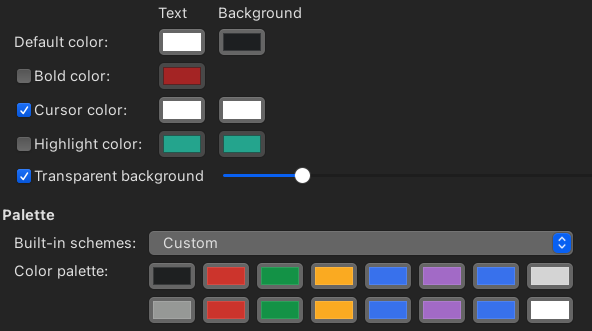 Text Background
Default color:
Bold color:
Cursor color:
Highlight color:
Transparent background
Palette
Built-in schemes: Custom
Color palette: